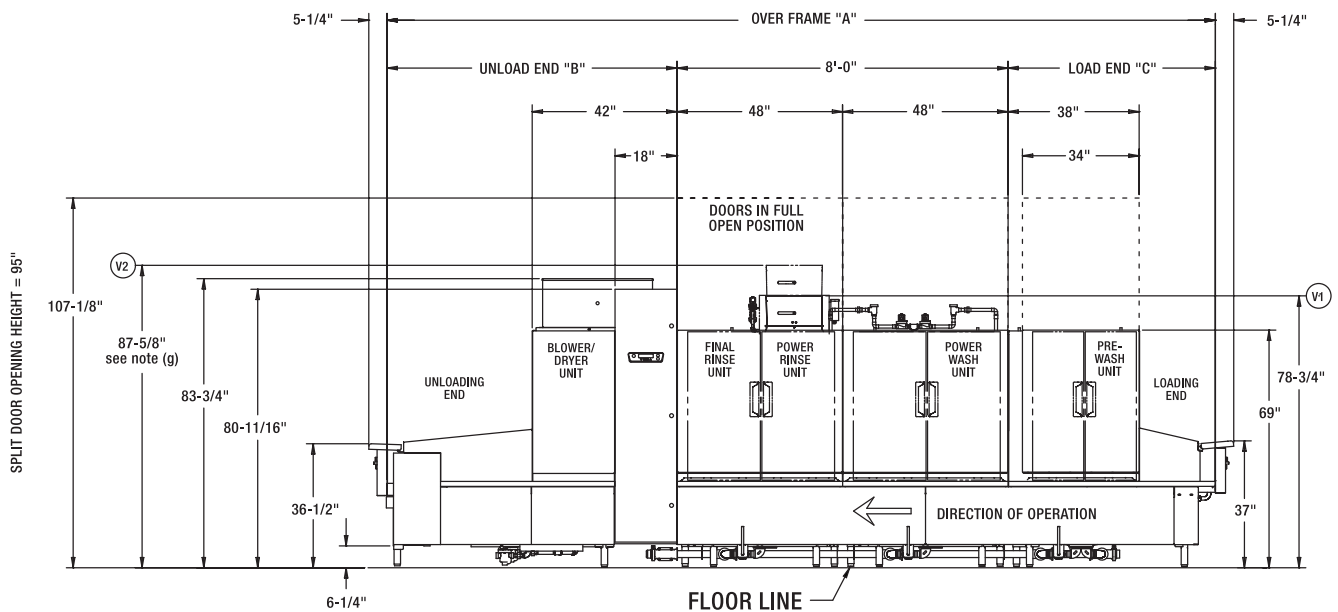 5-1/4"
OVER FRAME "A"
5-1/4"
UNLOAD END "B"
8'-0"
LOAD END "C"
42"
48"
48"
38"
18"
34"
DOORS IN FULL
OPEN POSITION
V2
V1
SPLIT DOOR OPENING HEIGHT = 95"
107-1/8"
87-5/8"
see note (g)
83-3/4"
80-11/16"
36-1/2"
6-1/4"
UNLOADING
END
BLOWER/
DRYER
UNIT
FINAL
RINSE
UNIT
POWER
RINSE
UNIT
POWER
WASH
UNIT
PRE-
WASH
UNIT
LOADING
END
78-3/4"
69"
37"
DIRECTION OF OPERATION
FLOOR LINE